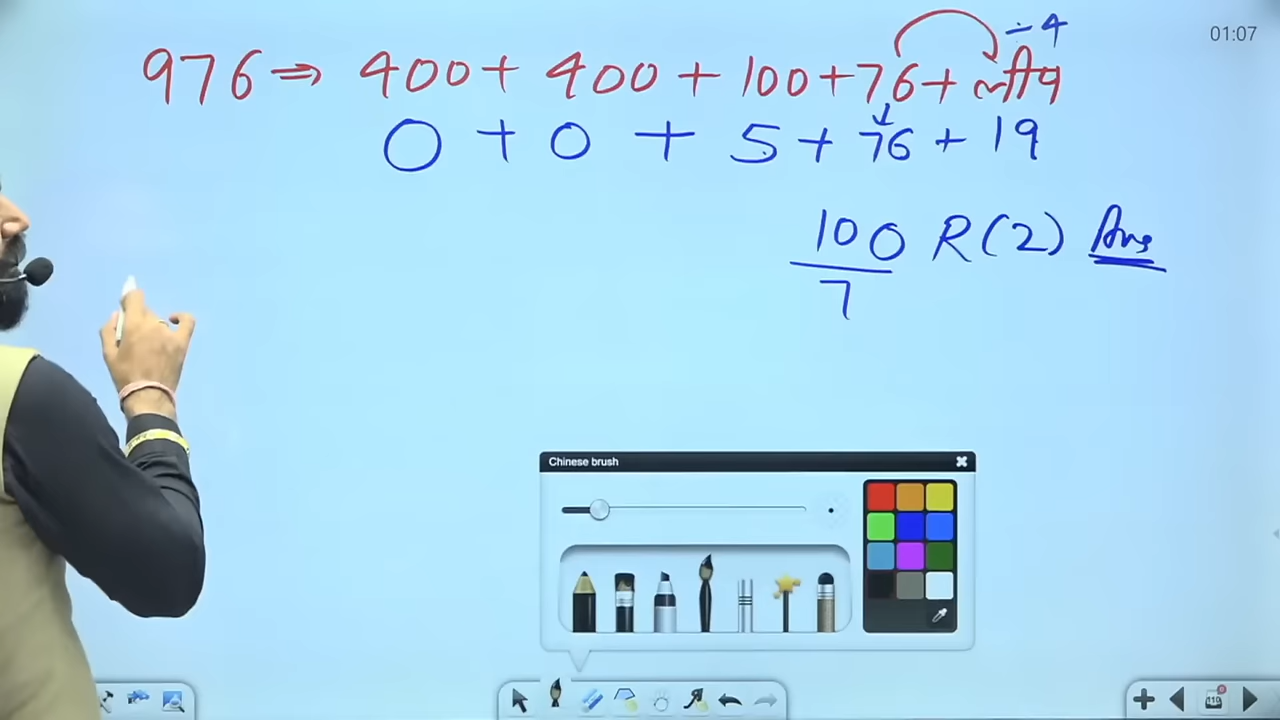 01:07
÷4
976 ⇒ 400 + 400 + 100 + 76 + लीप
0 + 0 + 5 + 76 + 19
100 R(2) Ans
7
Chinese brush
119